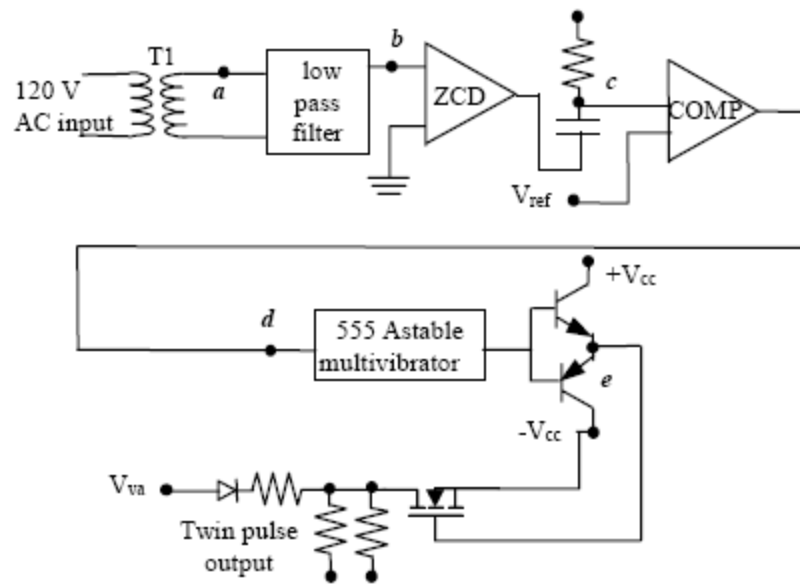 T1
120 V
AC input
a
low
pass
filter
b
ZCD
c
COMP
Vref
d
555 Astable
multivibrator
+Vcc
e
-Vcc
Vva
Twin pulse
output